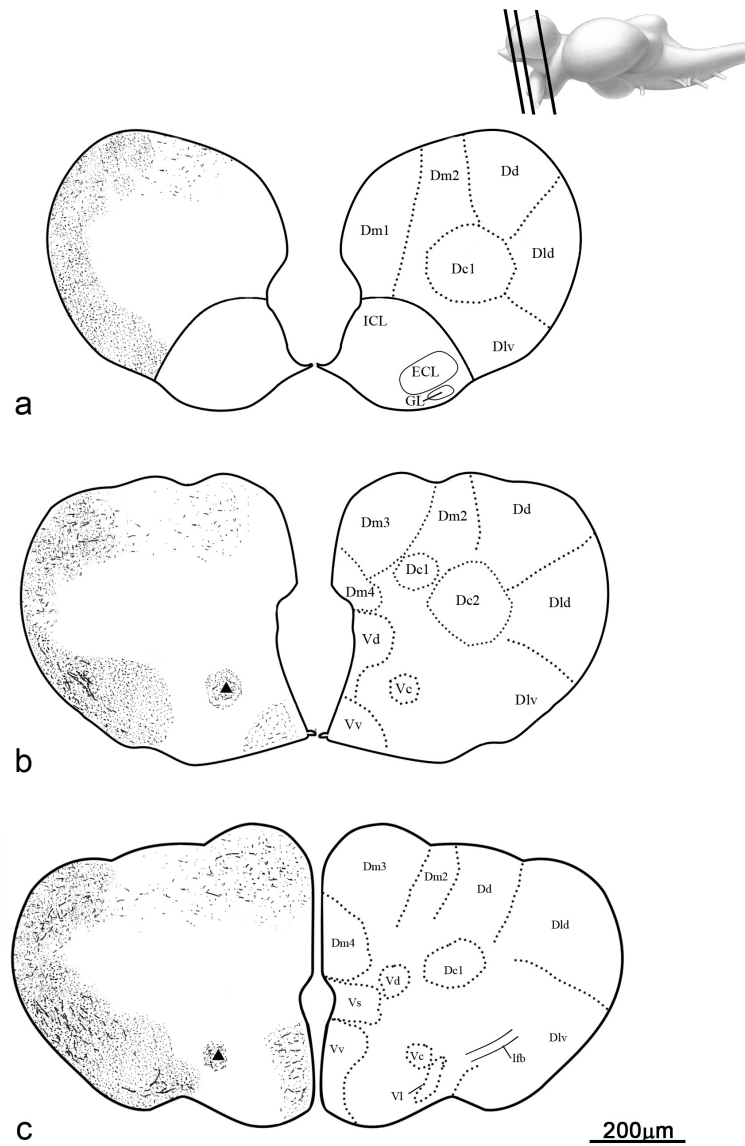 Dm1
Dm2
Dd
Dld
Dc1
ICL
Dlv
ECL
GL
a
Dm3
Dm2
Dd
Dc1
Dm4
Dc2
Dld
Vd
Vc
Dlv
Vv
b
Dm3
Dm2
Dd
Dld
Dm4
Dc1
Vd
Vs
Vv
Vc
lfb
Dlv
Vl
c
200µm